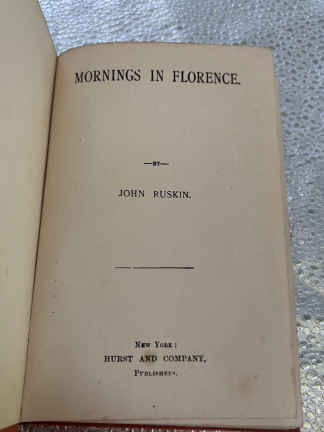 MORNINGS IN FLORENCE.
—BY—
JOHN RUSKIN.
NEW YORK:
HURST AND COMPANY,
PUBLISHERS.